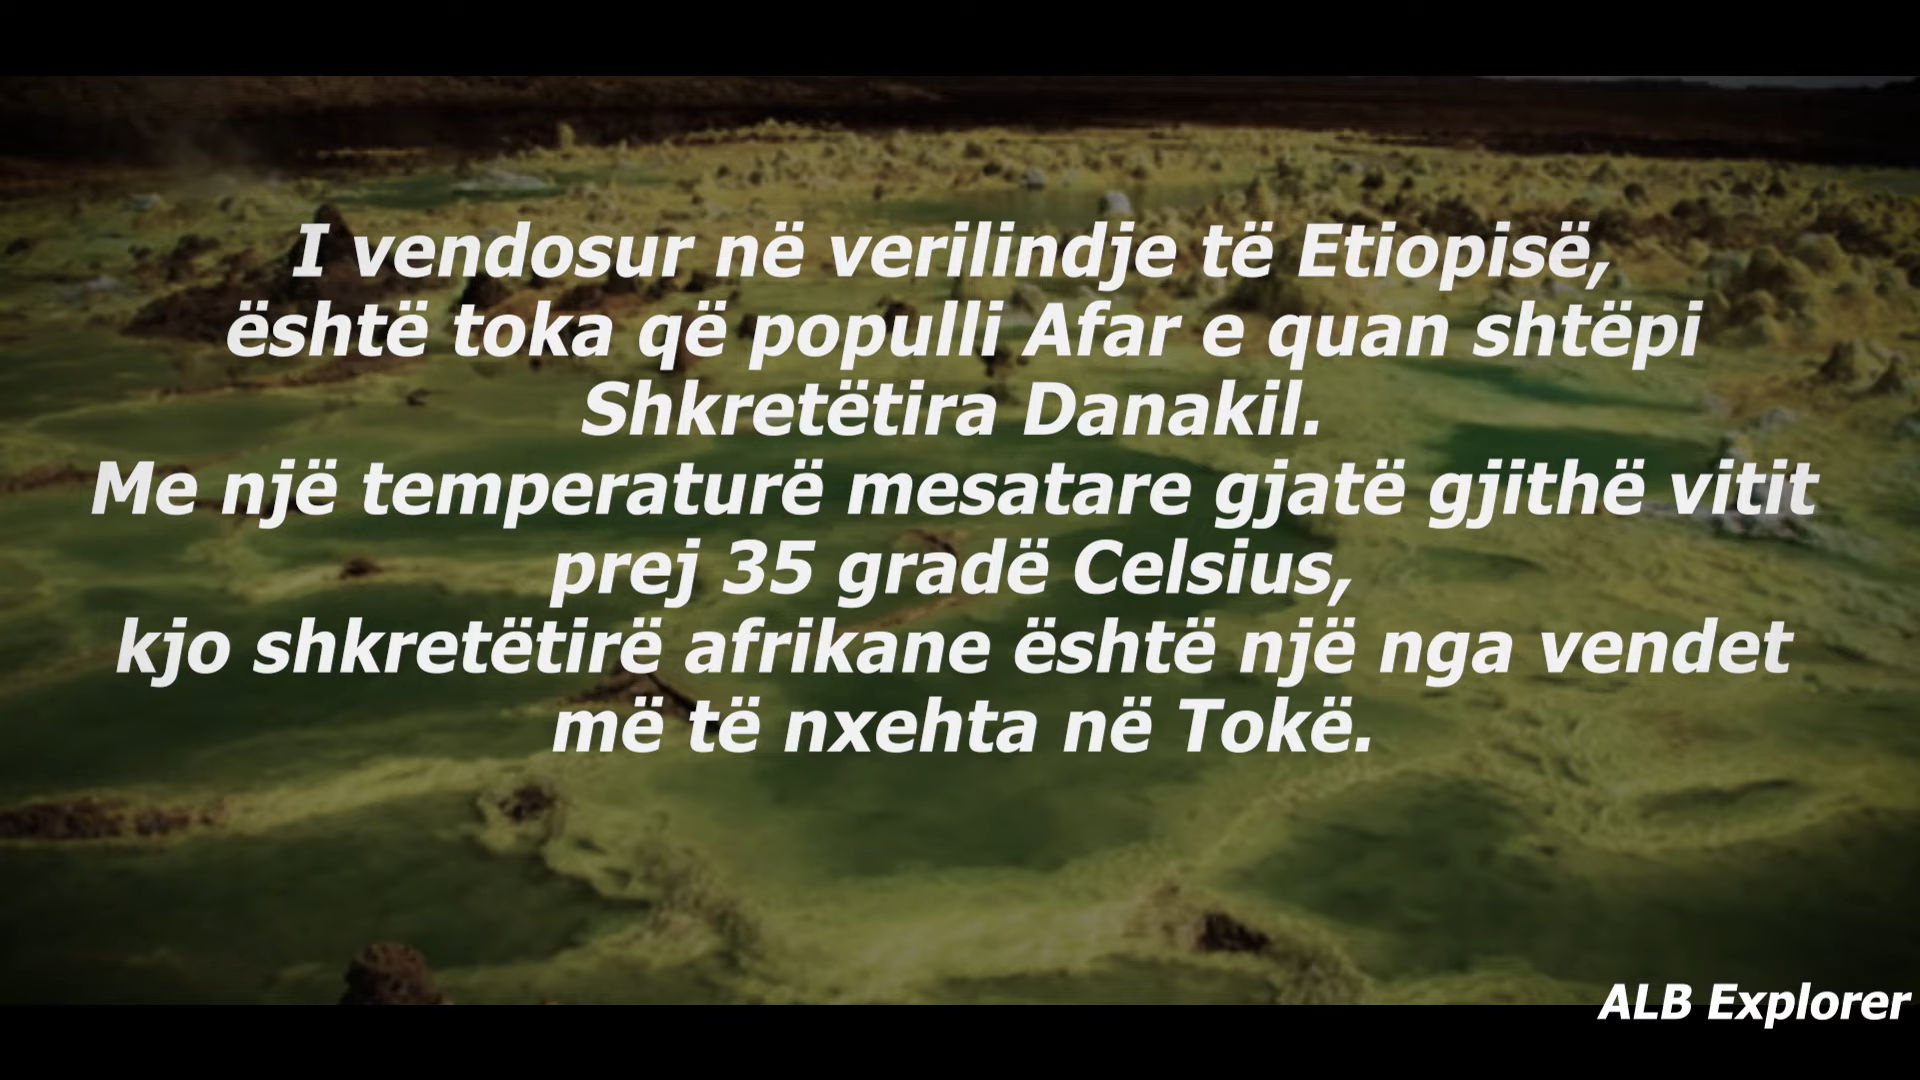 I vendosur në verilindje të Etiopisë,
është toka që populli Afar e quan shtëpi
Shkretëtira Danakil.
Me një temperaturë mesatare gjatë gjithë vitit
prej 35 gradë Celsius,
kjo shkretëtirë afrikane është një nga vendet
më të nxehta në Tokë.
ALB Explorer